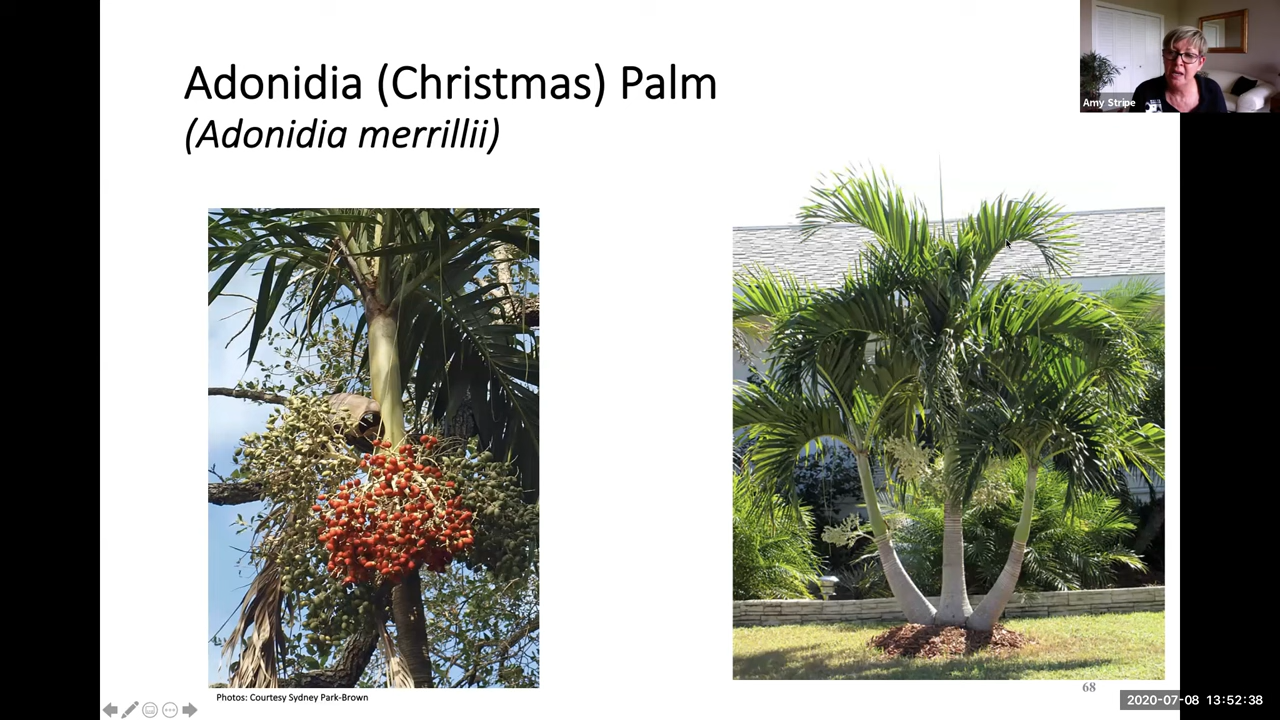 Adonidia (Christmas) Palm
(Adonidia merrillii)
Amy Stripe
Photos: Courtesy Sydney Park-Brown
68
2020-07-08 13:52:38